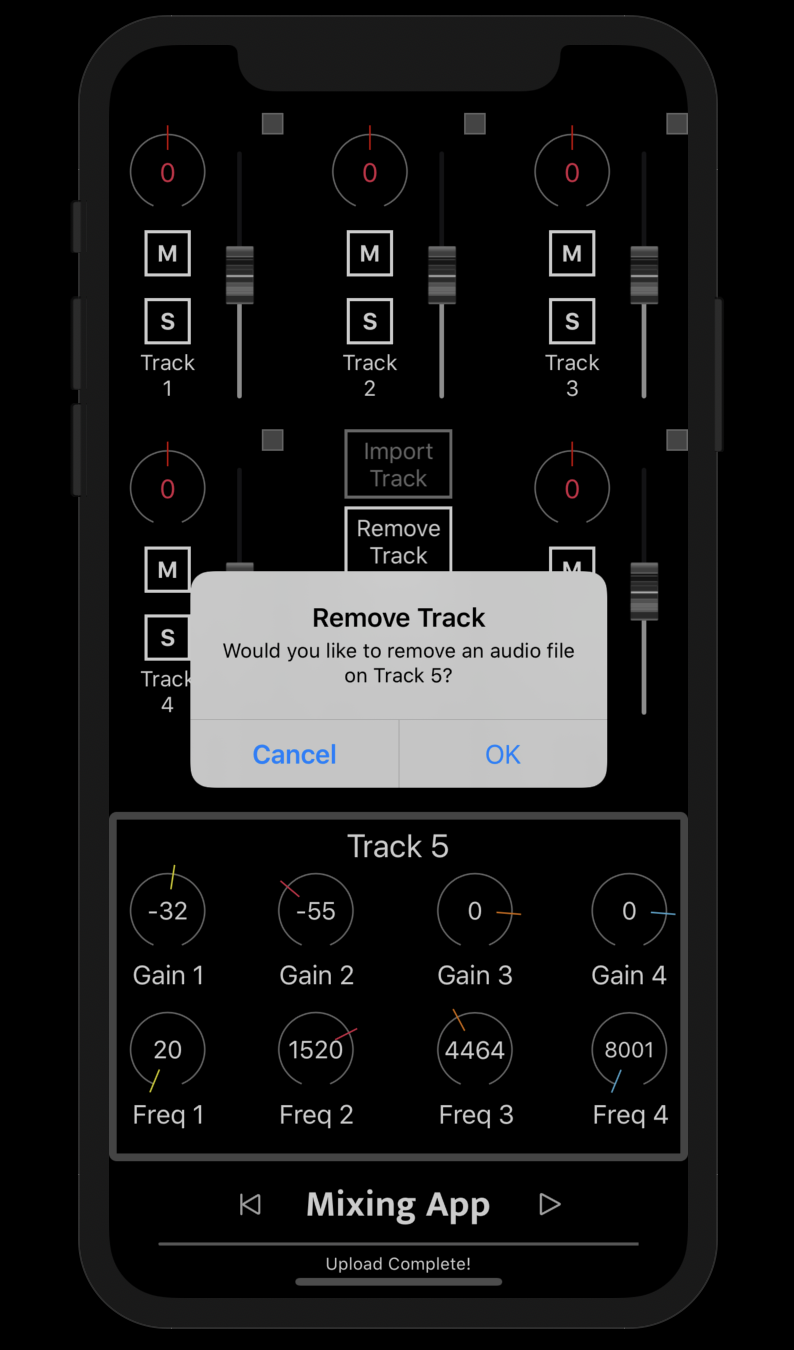 0 0 0
M M M
S S S
Track Track Track
1 2 3
0
Import
Track
0
Remove
Track
M
M
S
Track
4
Remove Track
Would you like to remove an audio file
on Track 5?
Cancel OK
Track 5
-32 -55 0 0
Gain 1 Gain 2 Gain 3 Gain 4
20 1520 4464 8001
Freq 1 Freq 2 Freq 3 Freq 4
Mixing App
Upload Complete!